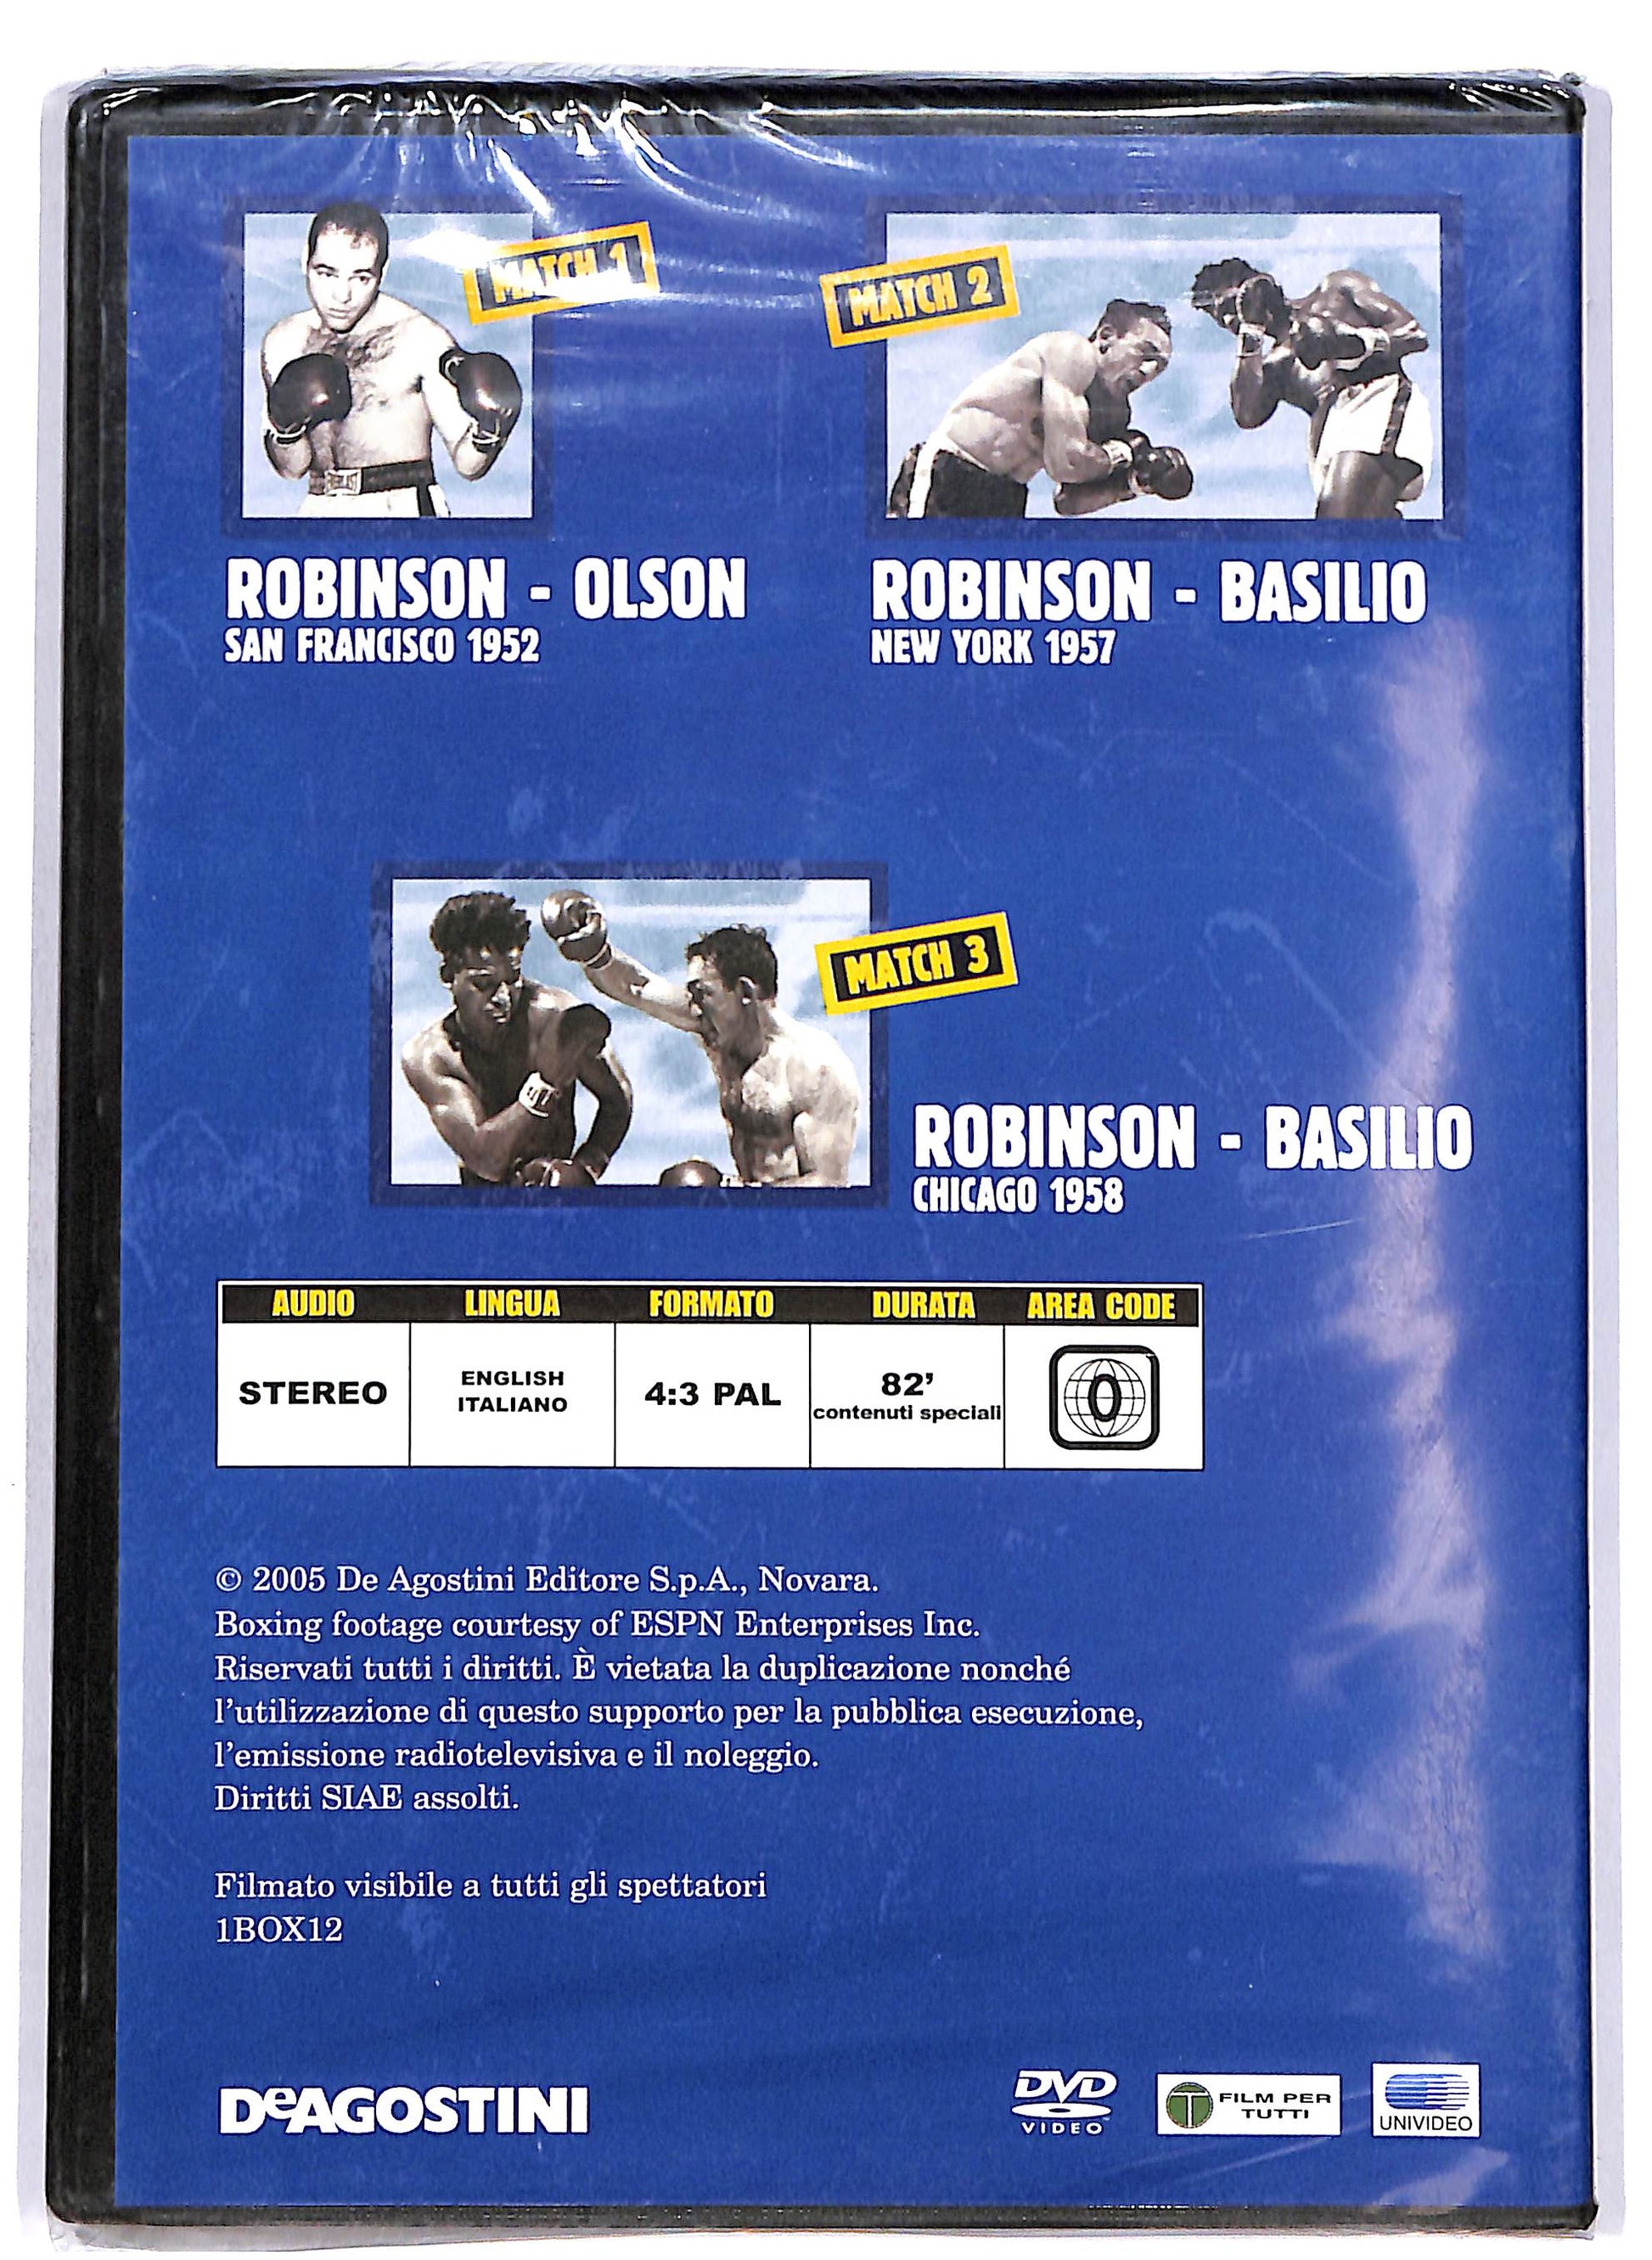 MATCH 1
ROBINSON - OLSON
SAN FRANCISCO 1952
MATCH 2
ROBINSON - BASILIO
NEW YORK 1957
MATCH 3
ROBINSON - BASILIO
CHICAGO 1958
AUDIO LINGUA FORMATO DURATA AREA CODE
STEREO ENGLISH ITALIANO 4:3 PAL 82' contenuti speciali 0
© 2005 De Agostini Editore S.p.A., Novara.
Boxing footage courtesy of ESPN Enterprises Inc.
Riservati tutti i diritti. È vietata la duplicazione nonché
l'utilizzazione di questo supporto per la pubblica esecuzione,
l'emissione radiotelevisiva e il noleggio.
Diritti SIAE assolti.
Filmato visibile a tutti gli spettatori
1BOX12
DeAGOSTINI
DVD
VIDEO
T FILM PER
TUTTI
UNIVIDEO